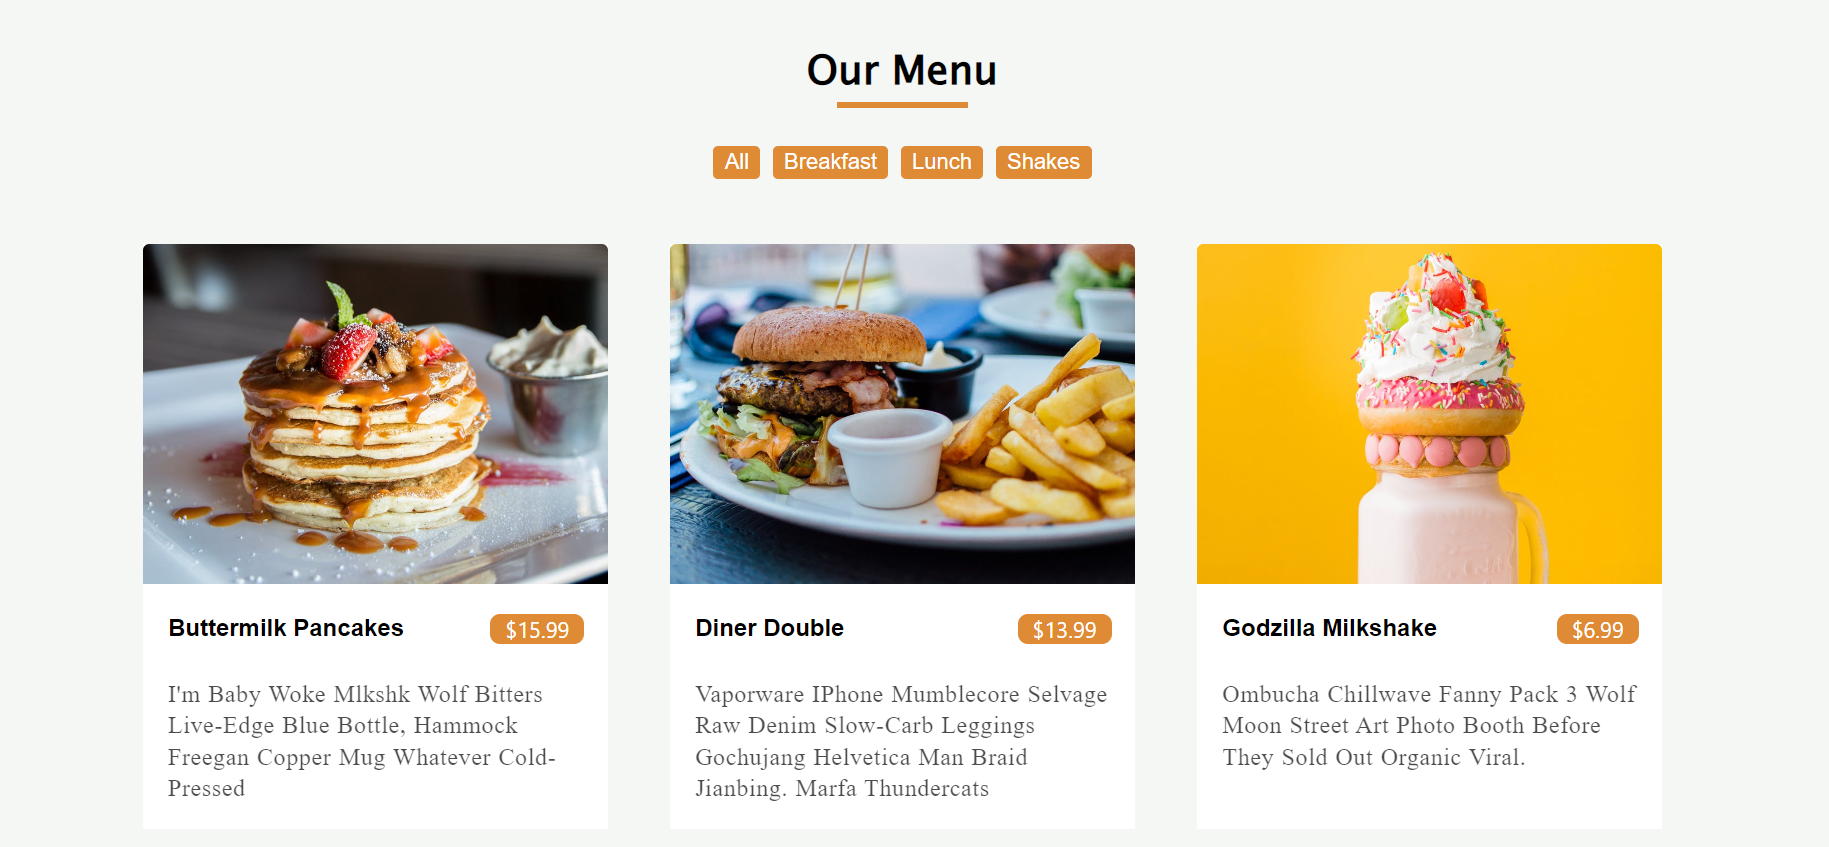 Our Menu
All Breakfast Lunch Shakes
Buttermilk Pancakes $15.99
I'm Baby Woke Mlkshk Wolf Bitters
Live-Edge Blue Bottle, Hammock
Freegan Copper Mug Whatever Cold-
Pressed
Diner Double $13.99
Vaporware IPhone Mumblecore Selvage
Raw Denim Slow-Carb Leggings
Gochujang Helvetica Man Braid
Jianbing. Marfa Thundercats
Godzilla Milkshake $6.99
Ombucha Chillwave Fanny Pack 3 Wolf
Moon Street Art Photo Booth Before
They Sold Out Organic Viral.